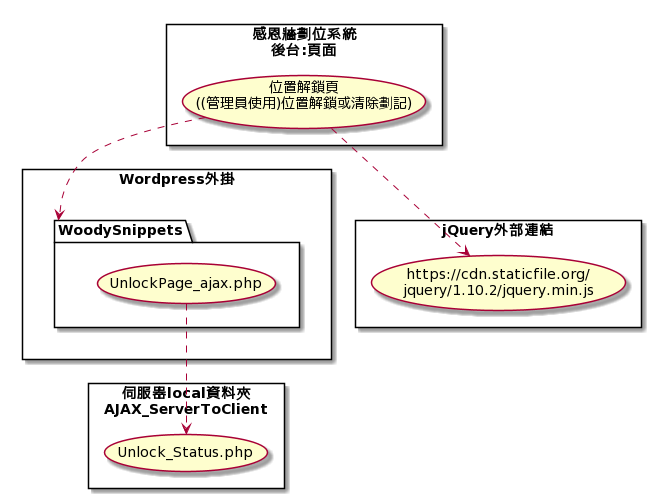 感恩牆劃位系統
後台:頁面
位置解鎖頁
((管理員使用)位置解鎖或清除劃記)
Wordpress外掛
WoodySnippets
UnlockPage_ajax.php
jQuery外部連結
https://cdn.staticfile.org/
jquery/1.10.2/jquery.min.js
伺服器local資料夾
AJAX_ServerToClient
Unlock_Status.php